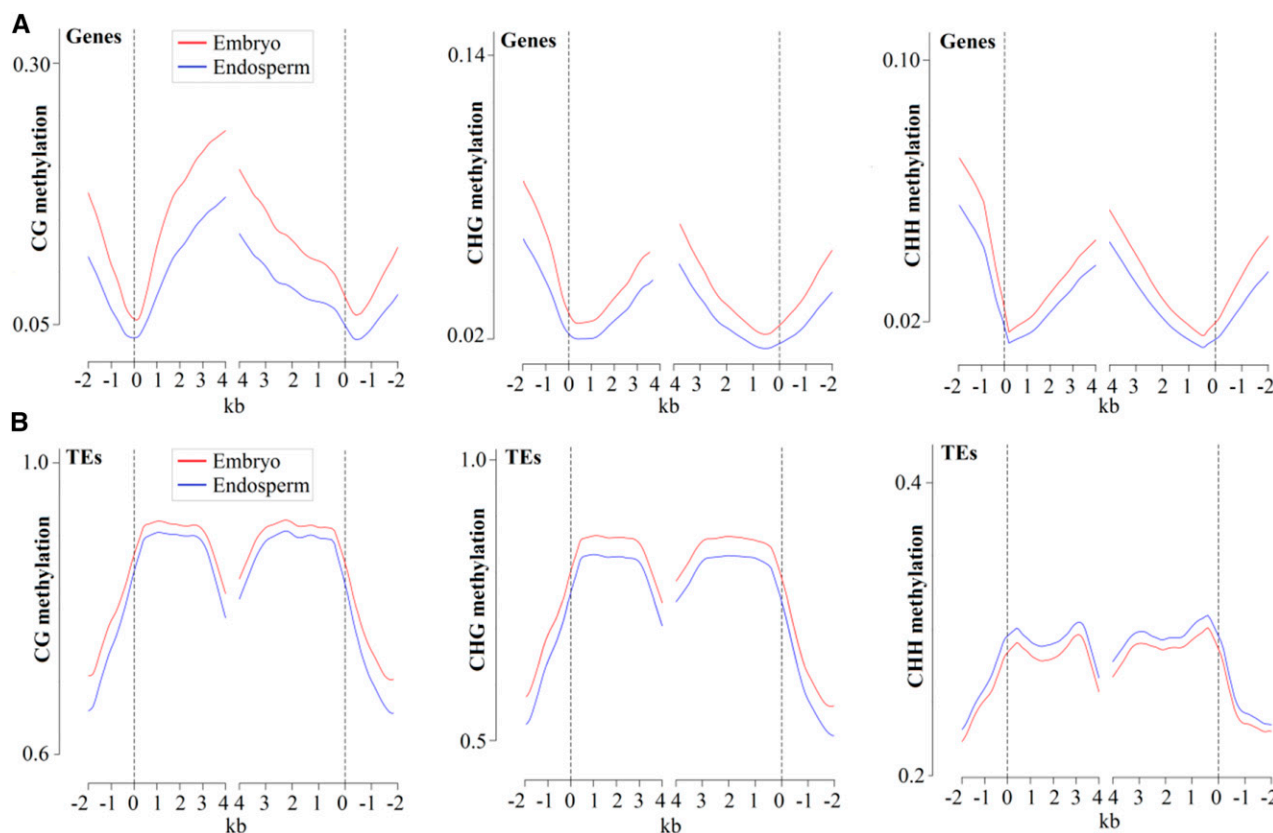 A
Genes
Embryo
Endosperm
0.30
0.05
CG methylation
-2 -1 0 1 2 3 4 4 3 2 1 0 -1 -2
kb
Genes
0.14
0.02
CHG methylation
-2 -1 0 1 2 3 4 4 3 2 1 0 -1 -2
kb
Genes
0.10
0.02
CHH methylation
-2 -1 0 1 2 3 4 4 3 2 1 0 -1 -2
kb
B
TEs
Embryo
Endosperm
1.0
0.6
CG methylation
-2 -1 0 1 2 3 4 4 3 2 1 0 -1 -2
kb
TEs
1.0
0.5
CHG methylation
-2 -1 0 1 2 3 4 4 3 2 1 0 -1 -2
kb
TEs
0.4
0.2
CHH methylation
-2 -1 0 1 2 3 4 4 3 2 1 0 -1 -2
kb